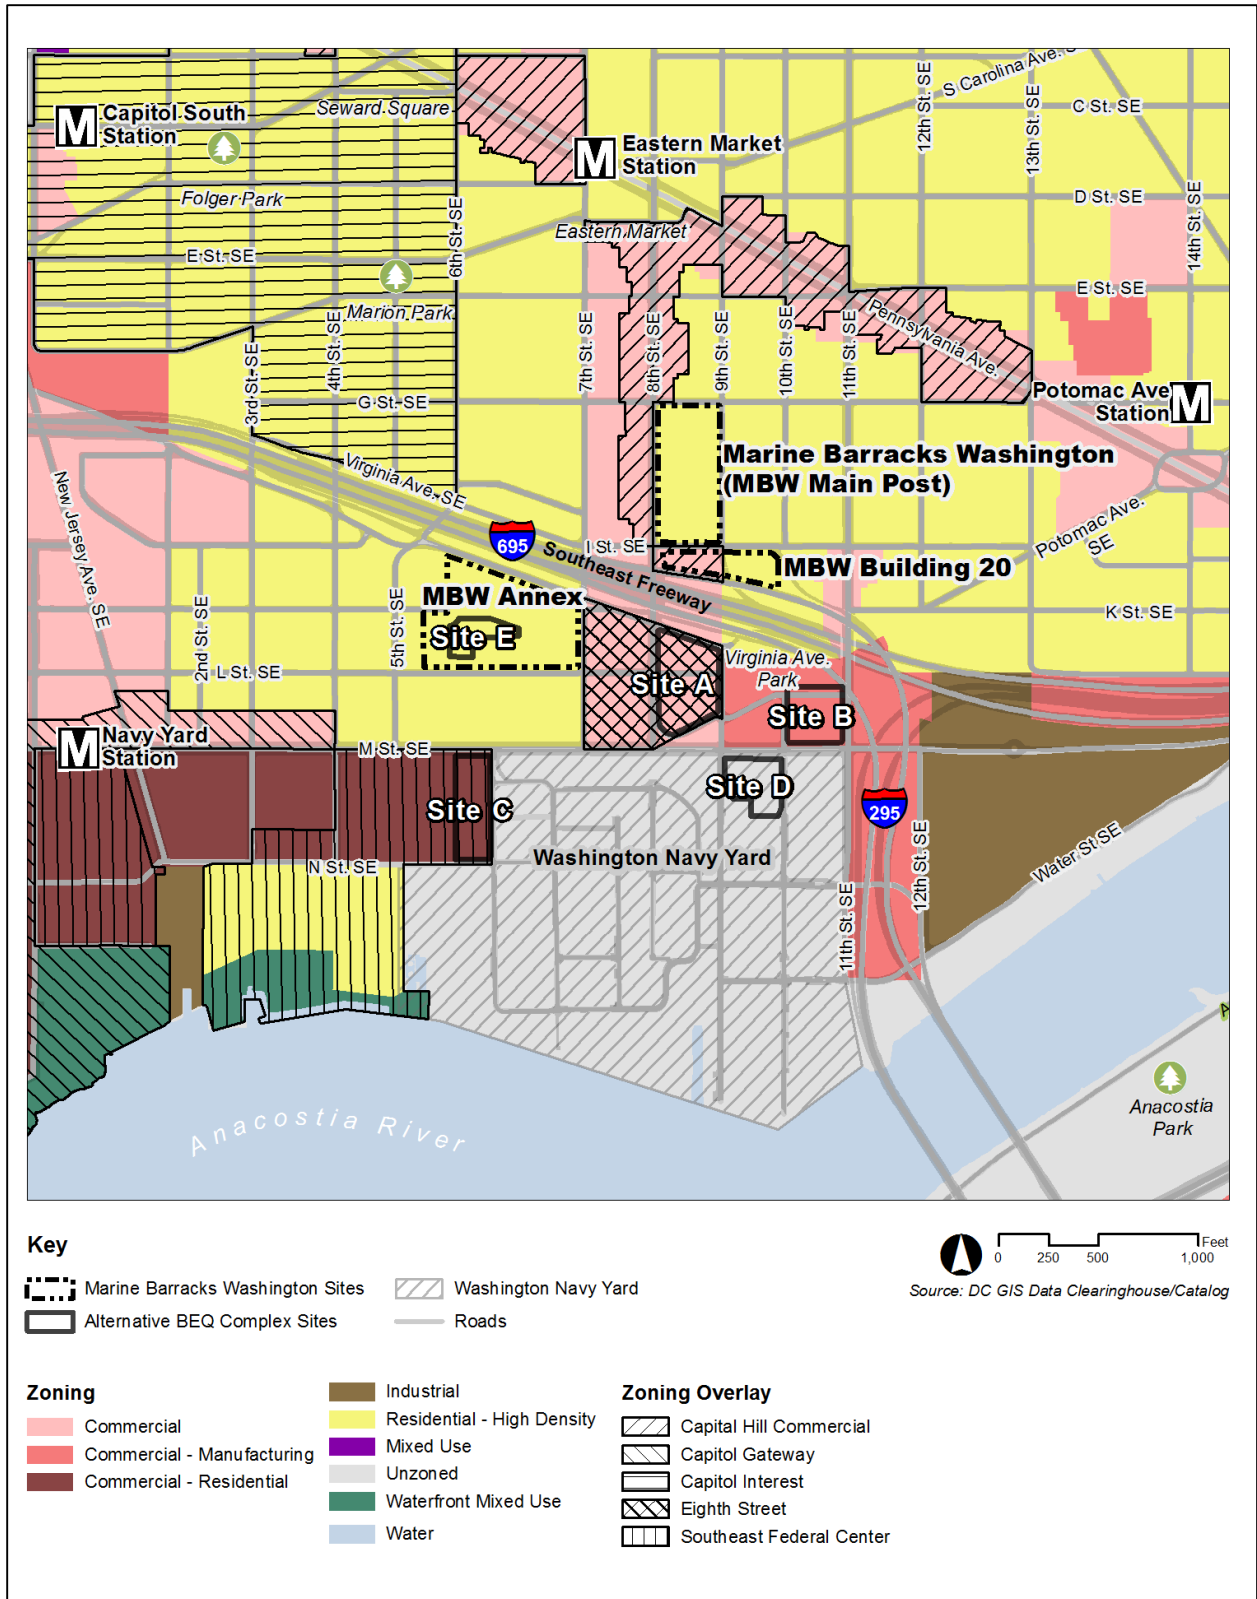 S Carolina Ave. S
12th St. SE
13th St. SE
C St. SE
Seward Square
M Capitol South
Station
M Eastern Market
Station
Folger Park
D St. SE
14th St. SE
6th St. SE
Eastern Market
E St. SE
E St. SE
Marion Park
3rd St. SE
4th St. SE
7th St. SE
8th St. SE
9th St. SE
10th St. SE
11th St. SE
Pennsylvania Ave.
G St. SE
Potomac Ave
Station M
Marine Barracks Washington
(MBW Main Post)
Virginia Ave. SE
New Jersey Ave. SE
695
Southeast Freeway
I St. SE
Potomac Ave.
SE
MBW Building 20
MBW Annex
K St. SE
2nd St. SE
5th St. SE
Site E
L St. SE
Site A
Virginia Ave.
Park
Site B
M Navy Yard
Station
M St. SE
Site C
Site D
295
Washington Navy Yard
N St. SE
11th St. SE
12th St. SE
Water St SE
A
Anacostia River
Anacostia
Park
Key
Marine Barracks Washington Sites
Washington Navy Yard
Alternative BEQ Complex Sites
Roads
Feet
0 250 500 1,000
Source: DC GIS Data Clearinghouse/Catalog
Zoning
Commercial
Commercial - Manufacturing
Commercial - Residential
Industrial
Residential - High Density
Mixed Use
Unzoned
Waterfront Mixed Use
Water
Zoning Overlay
Capital Hill Commercial
Capitol Gateway
Capitol Interest
Eighth Street
Southeast Federal Center